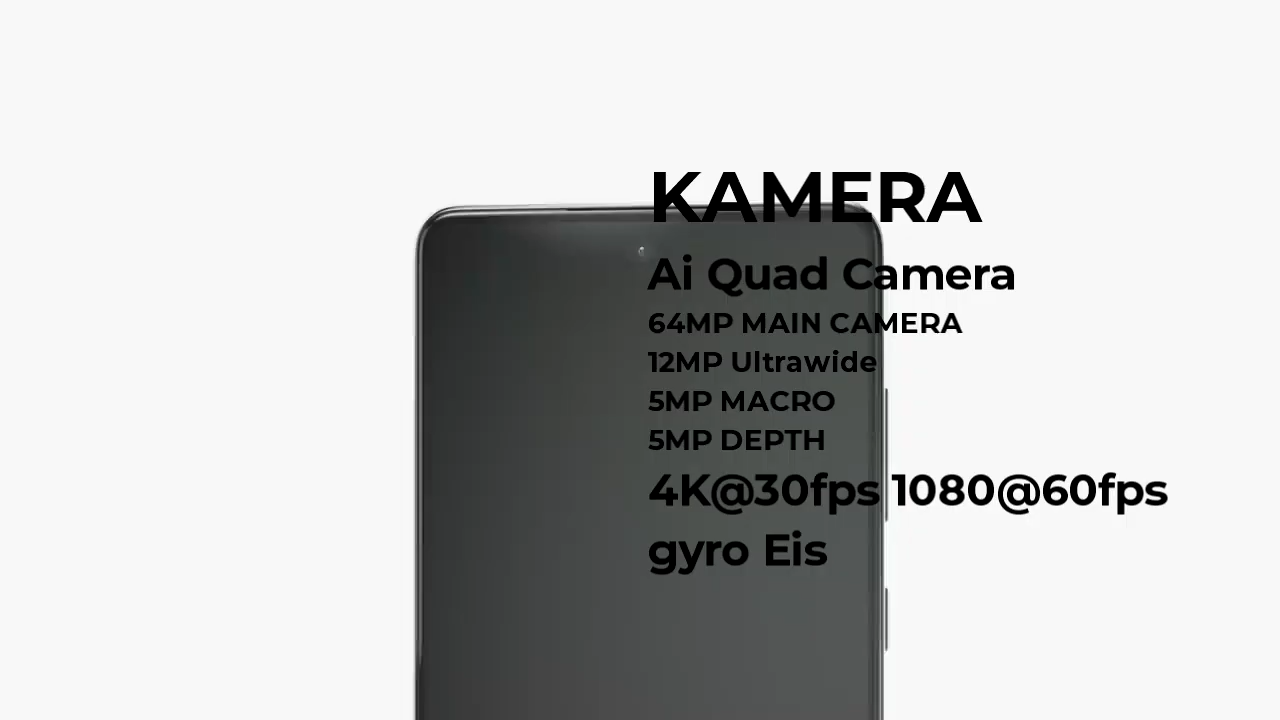 KAMERA
Ai Quad Camera
64MP MAIN CAMERA
12MP Ultrawide
5MP MACRO
5MP DEPTH
4K@30fps 1080@60fps
gyro Eis